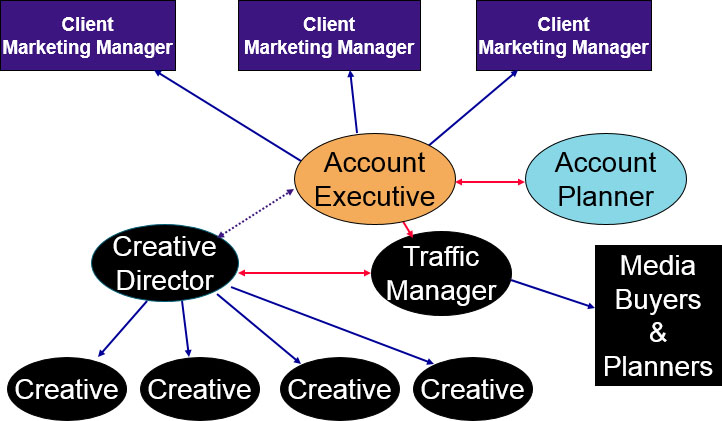 Client
Marketing Manager
Client
Marketing Manager
Client
Marketing Manager
Account
Executive
Account
Planner
Creative
Director
Traffic
Manager
Media
Buyers
&
Planners
Creative
Creative
Creative
Creative